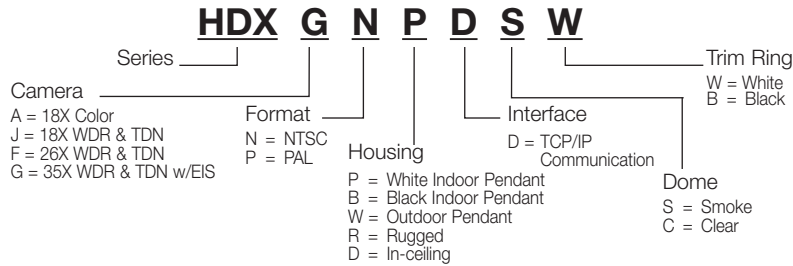 HDX G N P D S W
Series
Trim Ring
W = White
B = Black
Camera
A = 18X Color
J = 18X WDR & TDN
F = 26X WDR & TDN
G = 35X WDR & TDN w/EIS
Format
N = NTSC
P = PAL
Interface
D = TCP/IP
Communication
Housing
P = White Indoor Pendant
B = Black Indoor Pendant
W = Outdoor Pendant
R = Rugged
D = In-ceiling
Dome
S = Smoke
C = Clear